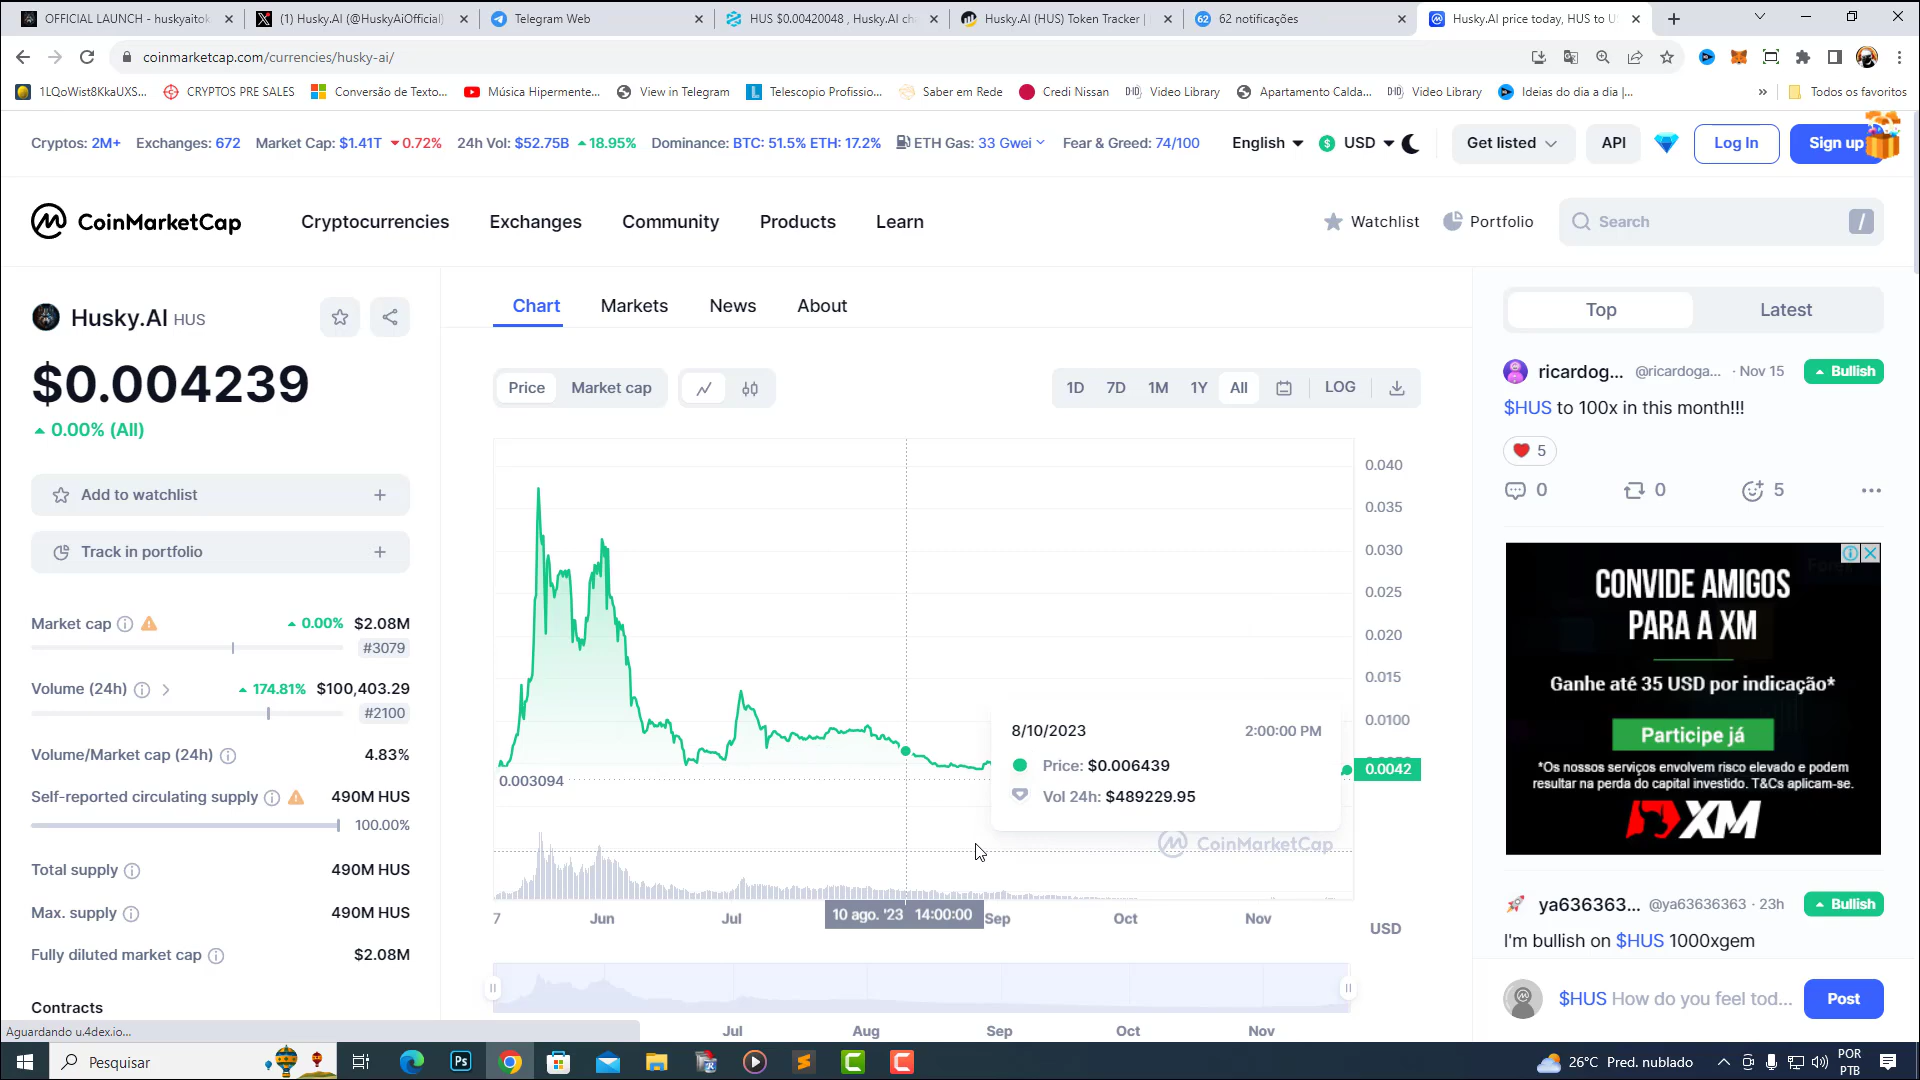 OFFICIAL LAUNCH - huskyaitok
(1) Husky.AI (@HuskyAiOfficial)
Telegram Web
HUS $0.00420048 , Husky.AI cha
Husky.AI (HUS) Token Tracker |
62 notificações
Husky.AI price today, HUS to U
coinmarketcap.com/currencies/husky-ai/
1LQoWist8KkaUXS...
CRYPTOS PRE SALES
Conversão de Texto...
Música Hipermente...
View in Telegram
Telescopio Profissio...
Saber em Rede
Credi Nissan
Video Library
Apartamento Calda...
Video Library
Ideias do dia a dia |...
»
Todos os favoritos
Cryptos: 2M+ Exchanges: 672 Market Cap: $1.41T 0.72% 24h Vol: $52.75B 18.95% Dominance: BTC: 51.5% ETH: 17.2% ETH Gas: 33 Gwei Fear & Greed: 74/100
English USD Get listed API Log In Sign up
CoinMarketCap
Cryptocurrencies Exchanges Community Products Learn
Watchlist Portfolio Search /
Husky.AI HUS
$0.004239
0.00% (All)
Add to watchlist +
Track in portfolio +
Market cap 0.00% $2.08M
#3079
Volume (24h) 174.81% $100,403.29
#2100
Volume/Market cap (24h) 4.83%
Self-reported circulating supply 490M HUS
100.00%
Total supply 490M HUS
Max. supply 490M HUS
Fully diluted market cap $2.08M
Contracts
Aguardando u.4dex.io...
Chart Markets News About
Price Market cap
1D 7D 1M 1Y All LOG
0.040
0.035
0.030
0.025
0.020
0.015
0.0100
0.0042
0.003094
8/10/2023 2:00:00 PM
Price: $0.006439
Vol 24h: $489229.95
CoinMarketCap
7 Jun Jul 10 ago. '23 14:00:00 Sep Oct Nov
USD
Jul Aug Sep Oct Nov
Top Latest
ricardog... @ricardoga... · Nov 15 Bullish
$HUS to 100x in this month!!!
5
0 0 5
CONVIDE AMIGOS
PARA A XM
Ganhe até 35 USD por indicação*
Participe já
*Os nossos serviços envolvem risco elevado e podem
resultar na perda do capital investido. T&Cs aplicam-se.
XM
ya636363... @ya63636363 · 23h Bullish
I'm bullish on $HUS 1000xgem
$HUS How do you feel tod... Post
Pesquisar
Ps
26°C Pred. nublado
POR
PTB